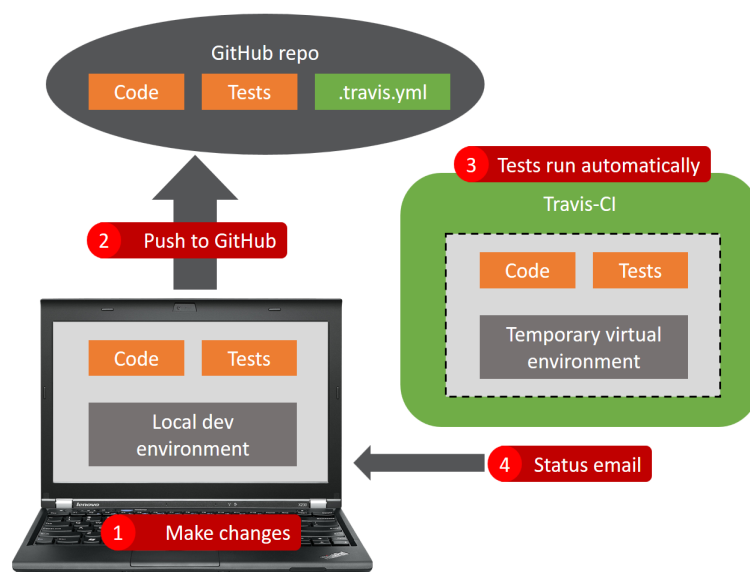 GitHub repo
Code
Tests
.travis.yml
3 Tests run automatically
Travis-CI
2 Push to GitHub
Code
Tests
Temporary virtual
environment
Code
Tests
Local dev
environment
4 Status email
lenovo
1 Make changes